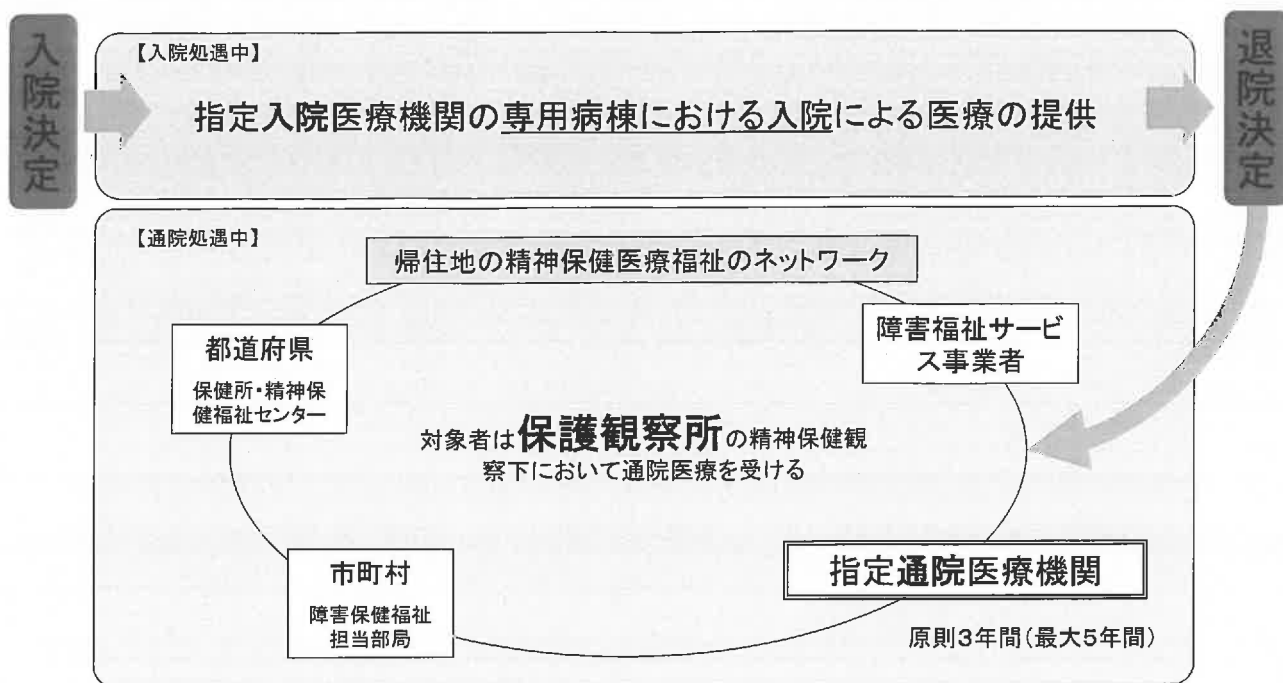 入院決定
【入院処遇中】
指定入院医療機関の専用病棟における入院による医療の提供
退院決定
【通院処遇中】
帰住地の精神保健医療福祉のネットワーク
都道府県
保健所・精神保
健福祉センター
障害福祉サービ
ス事業者
対象者は保護観察所の精神保健観
察下において通院医療を受ける
市町村
障害保健福祉
担当部局
指定通院医療機関
原則3年間(最大5年間)